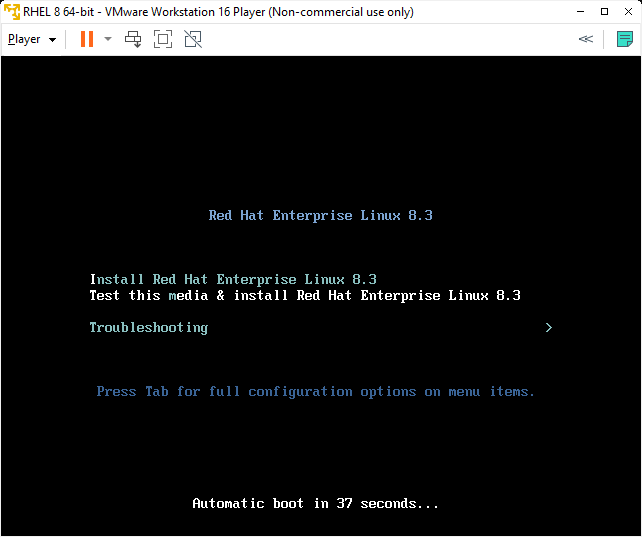 RHEL 8 64-bit - VMware Workstation 16 Player (Non-commercial use only)
Player
Red Hat Enterprise Linux 8.3
Install Red Hat Enterprise Linux 8.3
Test this media & install Red Hat Enterprise Linux 8.3
Troubleshooting >
Press Tab for full configuration options on menu items.
Automatic boot in 37 seconds...